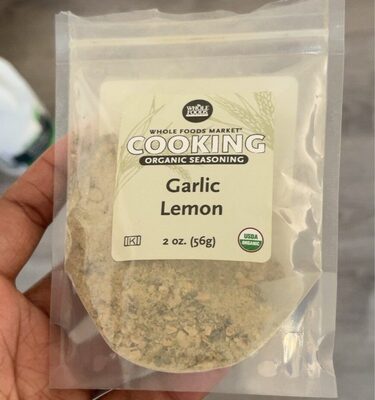 WHOLE
FOODS
WHOLE FOODS MARKET®
COOKING
ORGANIC SEASONING
Garlic
Lemon
K
2 oz. (56g)
USDA
ORGANIC